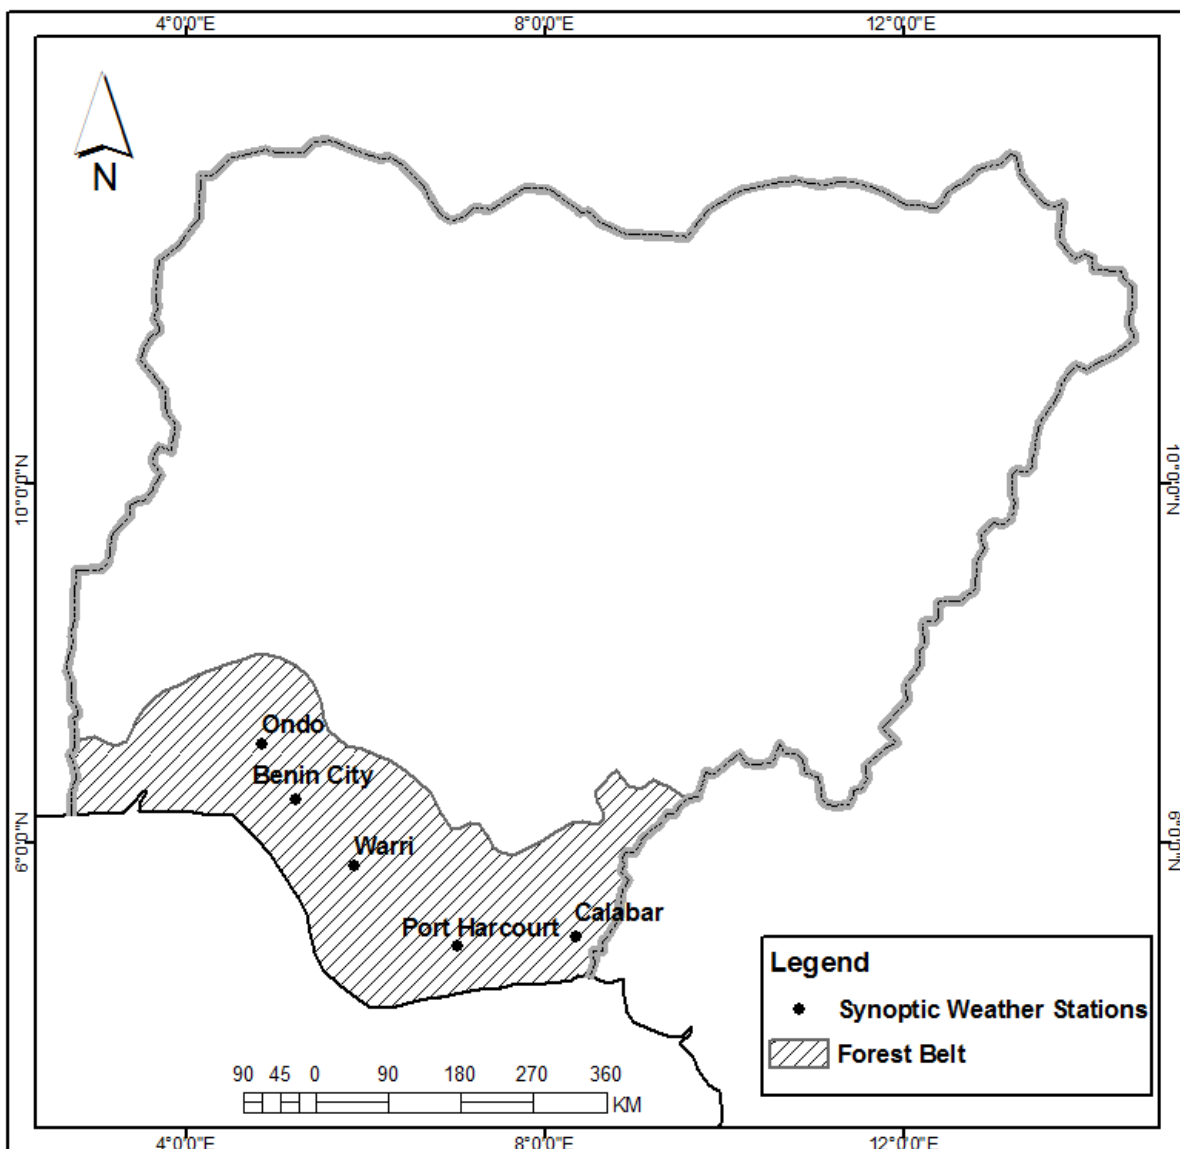 4°0'0"E 8°0'0"E 12°0'0"E
N
10°0'0"N 10°0'0"N
Ondo
Benin City
6°0'0"N 6°0'0"N
Warri
Calabar
Port Harcourt
Legend
Synoptic Weather Stations
Forest Belt
90 45 0 90 180 270 360
KM
4°0'0"E 8°0'0"E 12°0'0"E